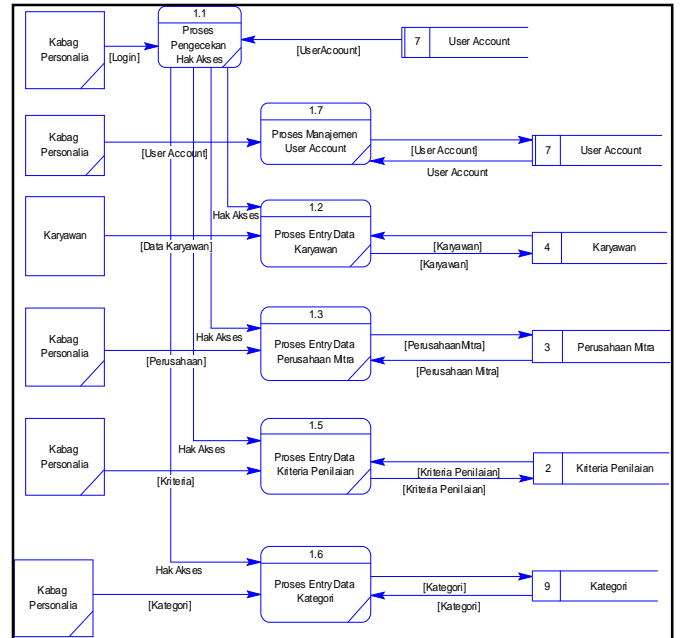 1.1
Kabag
Personalia
[Login]
Proses
Pengecekan
Hak Akses
[UserAcoount]
7
User Account
1.7
Kabag
Personalia
[User Account]
Proses Manajemen
User Account
[User Account]
User Account
7
User Account
1.2
Hak Akses
Karyawan
[Data Karyawan]
Proses Entry Data
Karyawan
[Karyawan]
[Karyawan]
4
Karyawan
1.3
Hak Akses
Kabag
Personalia
[Perusahaan]
Proses Entry Data
Perusahaan Mitra
[PerusahaanMitra]
[Perusahaan Mitra]
3
Perusahaan Mitra
1.5
Hak Akses
Kabag
Personalia
[Kriteria]
Proses Entry Data
Kriteria Penilaian
[Kriteria Penilaian]
[Kriteria Penilaian]
2
Kriteria Penilaian
1.6
Hak Akses
Kabag
Personalia
[Kategori]
Proses Entry Data
Kategori
[Kategori]
[Kategori]
9
Kategori